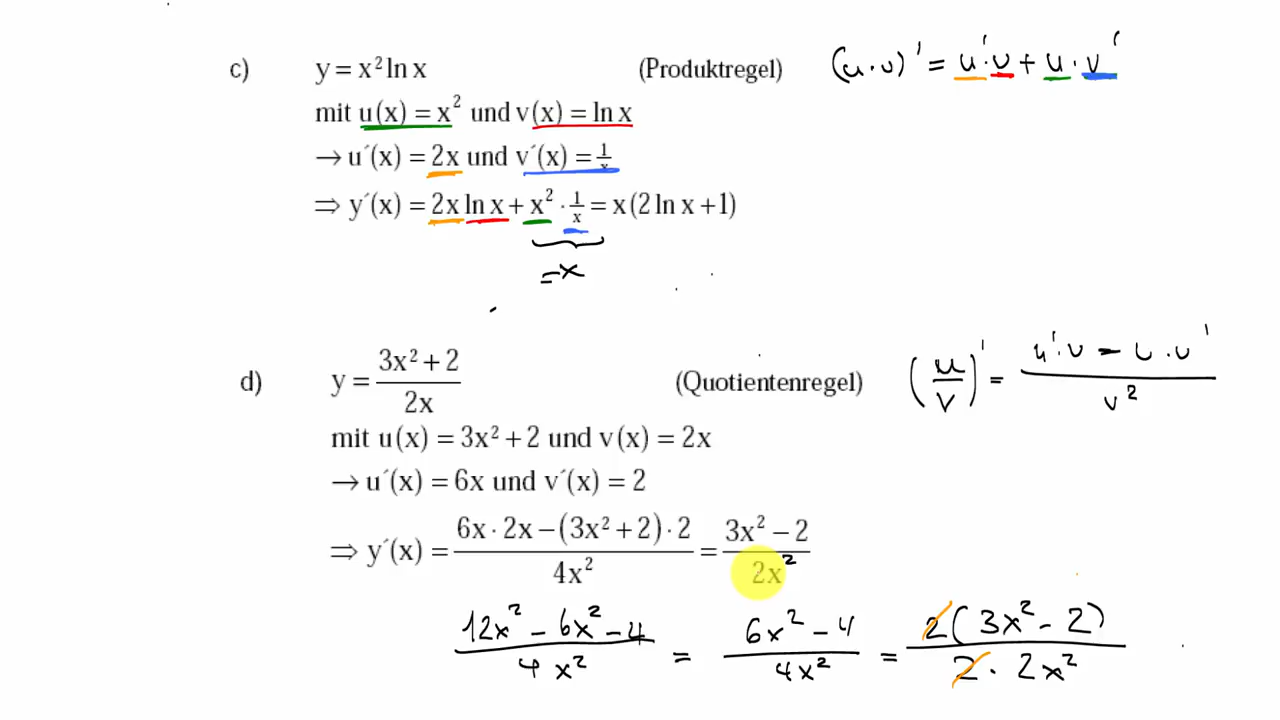 c) y = x² ln x (Produktregel) (u·v)' = u'·v + u·v'
mit u(x) = x² und v(x) = ln x
→ u´(x) = 2x und v´(x) = 1/x
⇒ y´(x) = 2x ln x + x² · 1/x = x(2 ln x + 1)
= x
d) y = (3x² + 2)/(2x) (Quotientenregel) (u/v)' = (u'·v − u·v')/v²
mit u(x) = 3x² + 2 und v(x) = 2x
→ u´(x) = 6x und v´(x) = 2
⇒ y´(x) = (6x · 2x − (3x² + 2) · 2)/(4x²) = (3x² − 2)/(2x²)
(12x² − 6x² − 4)/(4x²) = (6x² − 4)/(4x²) = (2(3x² − 2))/(2 · 2x²)